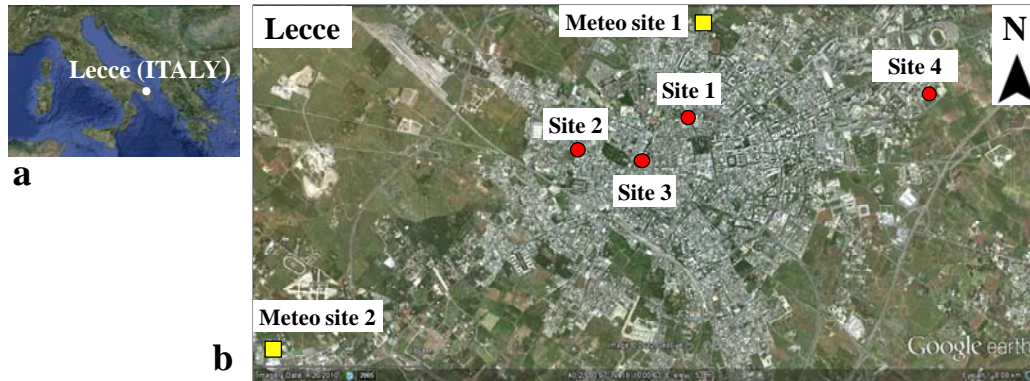 Lecce (ITALY)
a
Lecce
Meteo site 1
N
Site 4
Site 1
Site 2
Site 3
Meteo site 2
b
Google earth